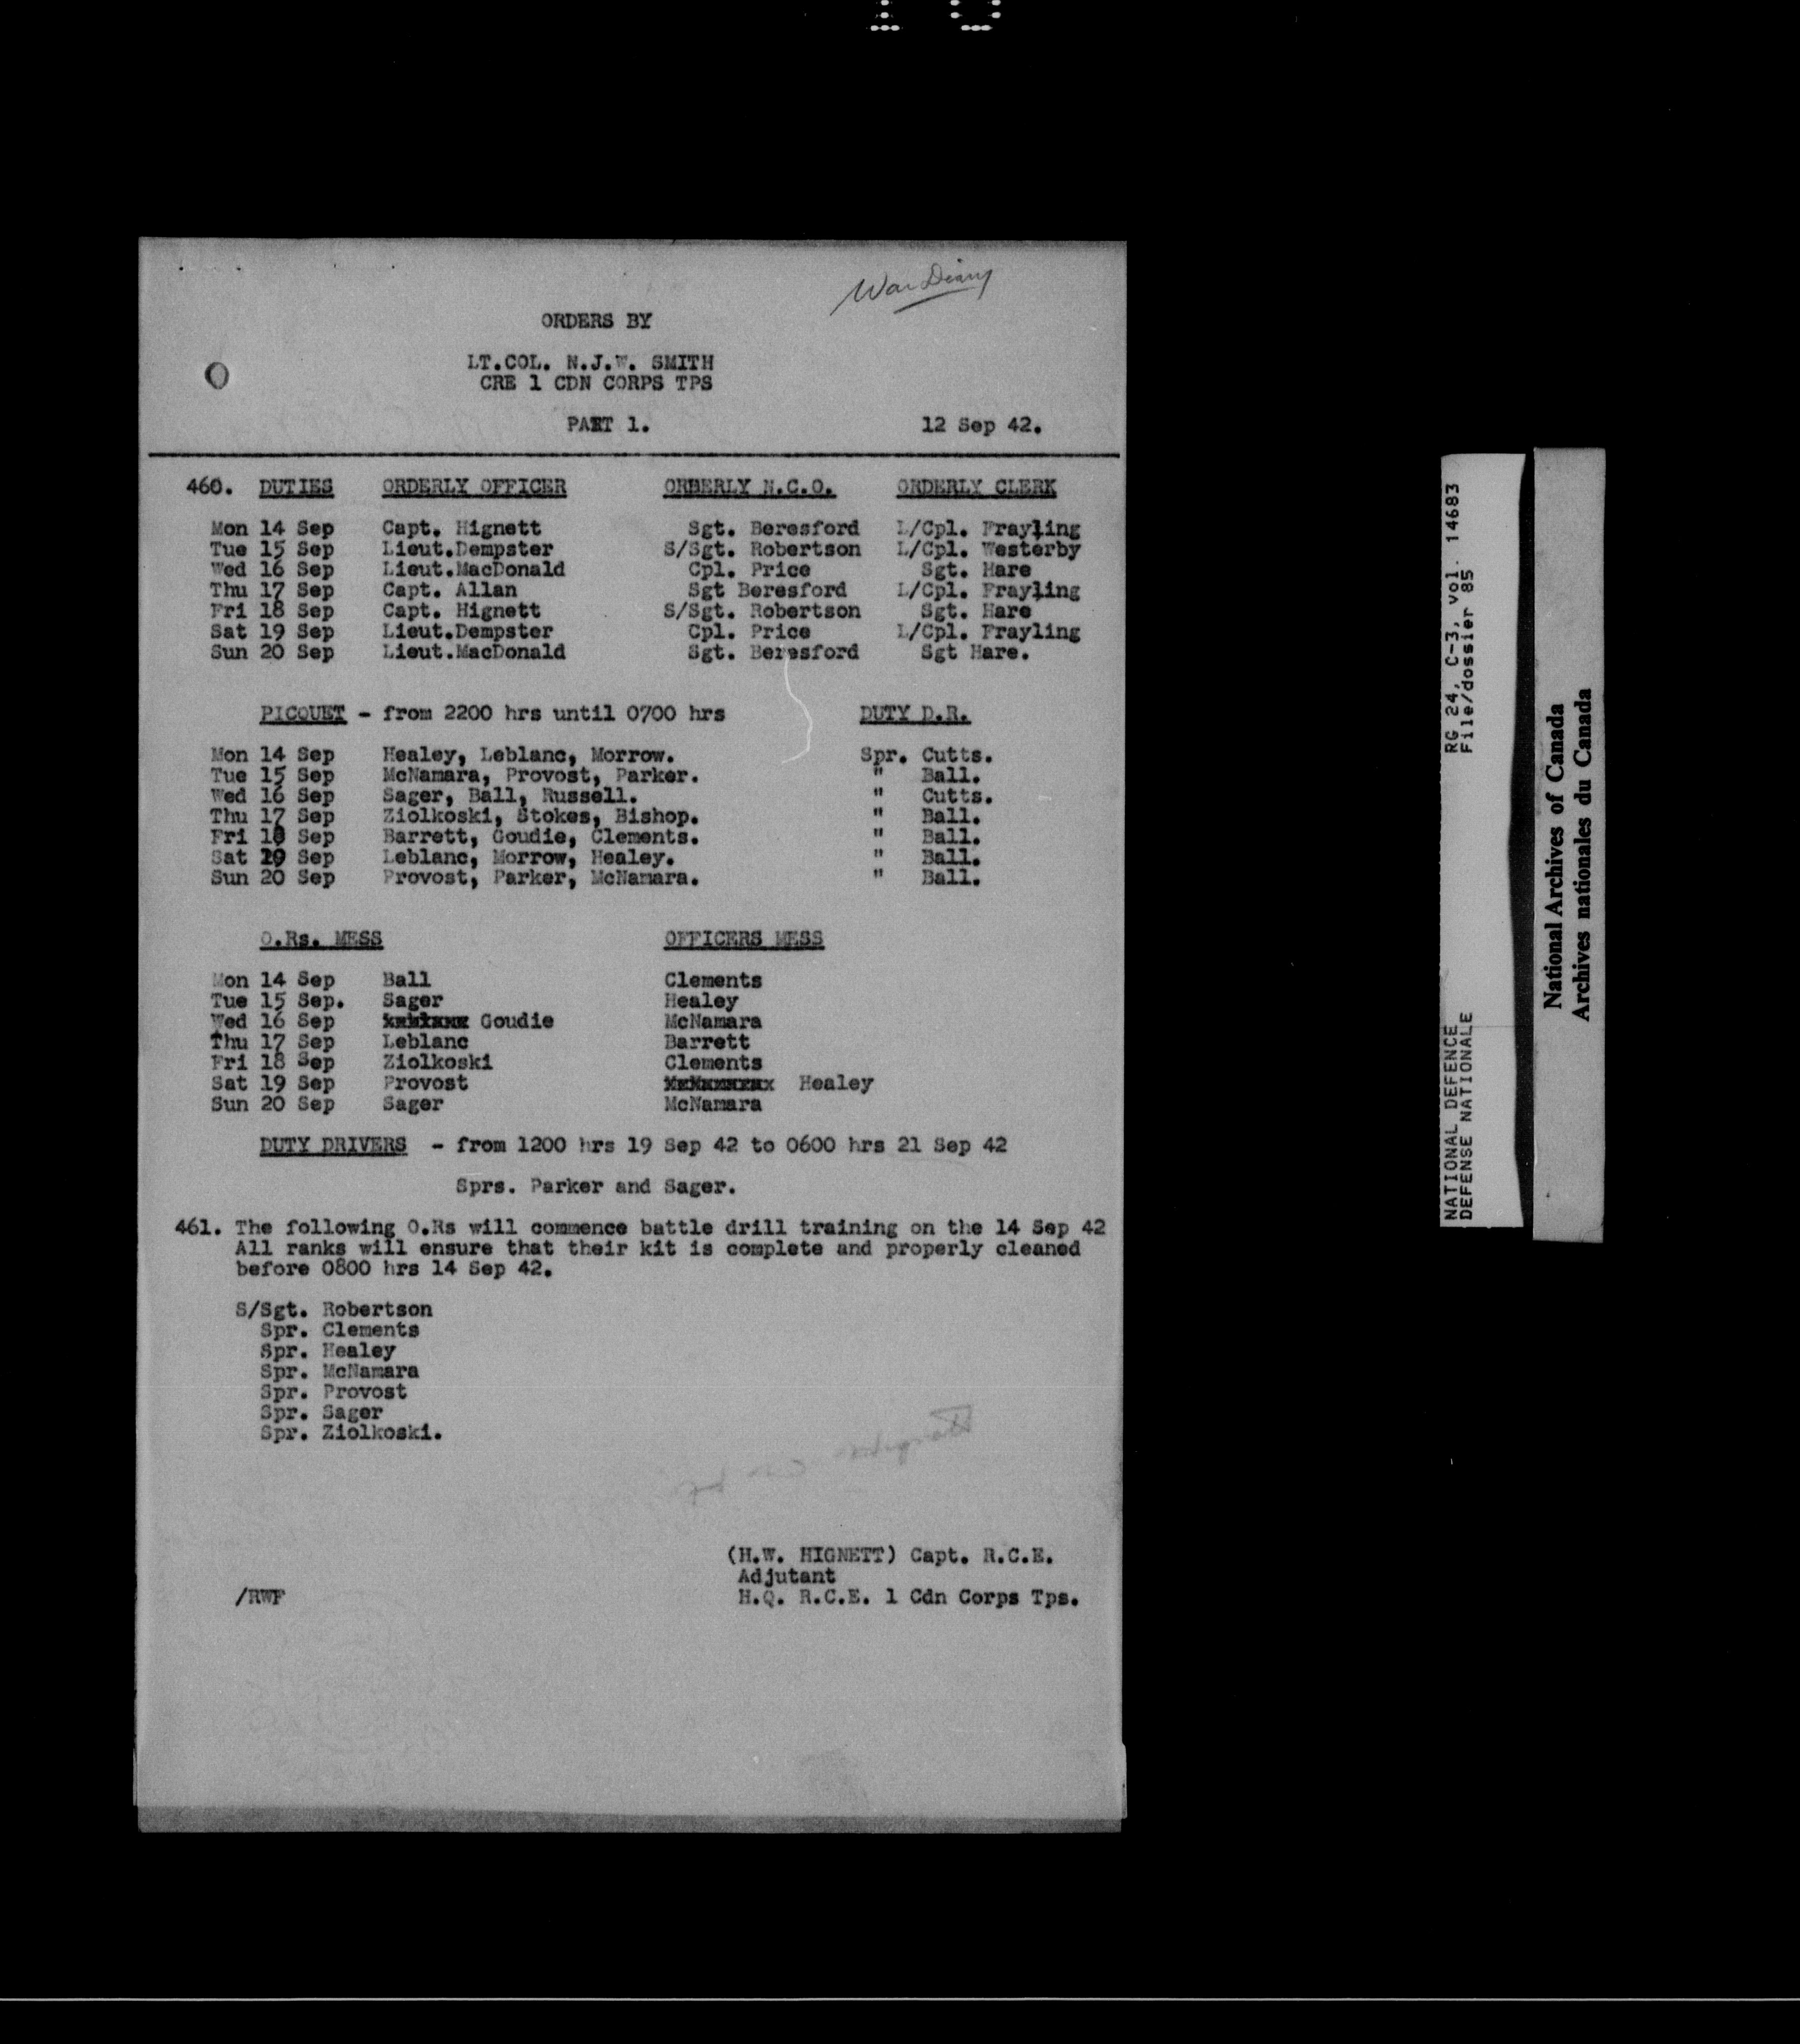 War Diary
ORDERS BY
LT.COL. N.J.W. SMITH
CRE 1 CDN CORPS TPS
PART 1. 12 Sep 42.
460. DUTIES ORDERLY OFFICER ORDERLY N.C.O. ORDERLY CLERK
Mon 14 Sep Capt. Hignett Sgt. Beresford L/Cpl. Frayling
Tue 15 Sep Lieut.Dempster S/Sgt. Robertson L/Cpl. Westerby
Wed 16 Sep Lieut.MacDonald Cpl. Price Sgt. Hare
Thu 17 Sep Capt. Allan Sgt Beresford L/Cpl. Frayling
Fri 18 Sep Capt. Hignett S/Sgt. Robertson Sgt. Hare
Sat 19 Sep Lieut.Dempster Cpl. Price L/Cpl. Frayling
Sun 20 Sep Lieut.MacDonald Sgt. Beresford Sgt Hare.
PICQUET - from 2200 hrs until 0700 hrs DUTY D.R.
Mon 14 Sep Healey, Leblanc, Morrow. Spr. Cutts.
Tue 15 Sep McNamara, Provost, Parker. " Ball.
Wed 16 Sep Sager, Ball, Russell. " Cutts.
Thu 17 Sep Ziolkoski, Stokes, Bishop. " Ball.
Fri 18 Sep Barrett, Goudie, Clements. " Ball.
Sat 19 Sep Leblanc, Morrow, Healey. " Ball.
Sun 20 Sep Provost, Parker, McNamara. " Ball.
O.Rs. MESS OFFICERS MESS
Mon 14 Sep Ball Clements
Tue 15 Sep. Sager Healey
Wed 16 Sep Goudie McNamara
Thu 17 Sep Leblanc Barrett
Fri 18 Sep Ziolkoski Clements
Sat 19 Sep Provost Healey
Sun 20 Sep Sager McNamara
DUTY DRIVERS - from 1200 hrs 19 Sep 42 to 0600 hrs 21 Sep 42
Sprs. Parker and Sager.
461. The following O.Rs will commence battle drill training on the 14 Sep 42
All ranks will ensure that their kit is complete and properly cleaned
before 0800 hrs 14 Sep 42.
S/Sgt. Robertson
Spr. Clements
Spr. Healey
Spr. McNamara
Spr. Provost
Spr. Sager
Spr. Ziolkoski.
(H.W. HIGNETT) Capt. R.C.E.
Adjutant
/RWF H.Q. R.C.E. 1 Cdn Corps Tps.
NATIONAL DEFENCE RG 24, C-3, vol. 14683
DEFENSE NATIONALE File/dossier 85
National Archives of Canada
Archives nationales du Canada